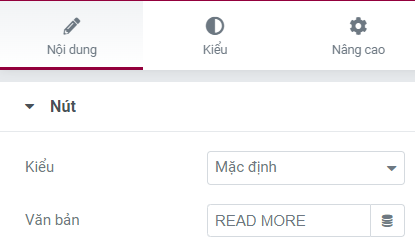 Nội dung
Kiểu
Nâng cao
Nút
Kiểu
Mặc định
Văn bản
READ MORE